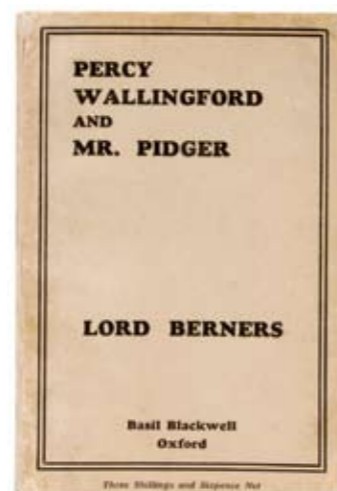 PERCY
WALLINGFORD
AND
MR. PIDGER
LORD BERNERS
Basil Blackwell
Oxford
Three Shillings and Sixpence Net